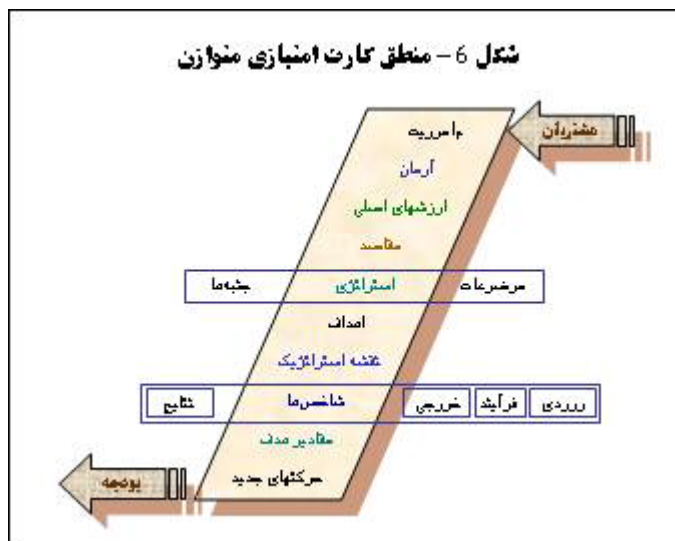 شکل 6 – منطق کارت امتیازی متوازن
مشتریان
مأموریت
آرمان
ارزشهای اصلی
مقاصد
موضوعات استراتژی جنبه‌ها
اهداف
نقشه استراتژیک
ورودی فرآیند خروجی شاخص‌ها نتایج
مقادیر هدف
حرکتهای جدید
بودجه